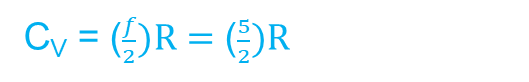 C_V = (f/2)R = (5/2)R